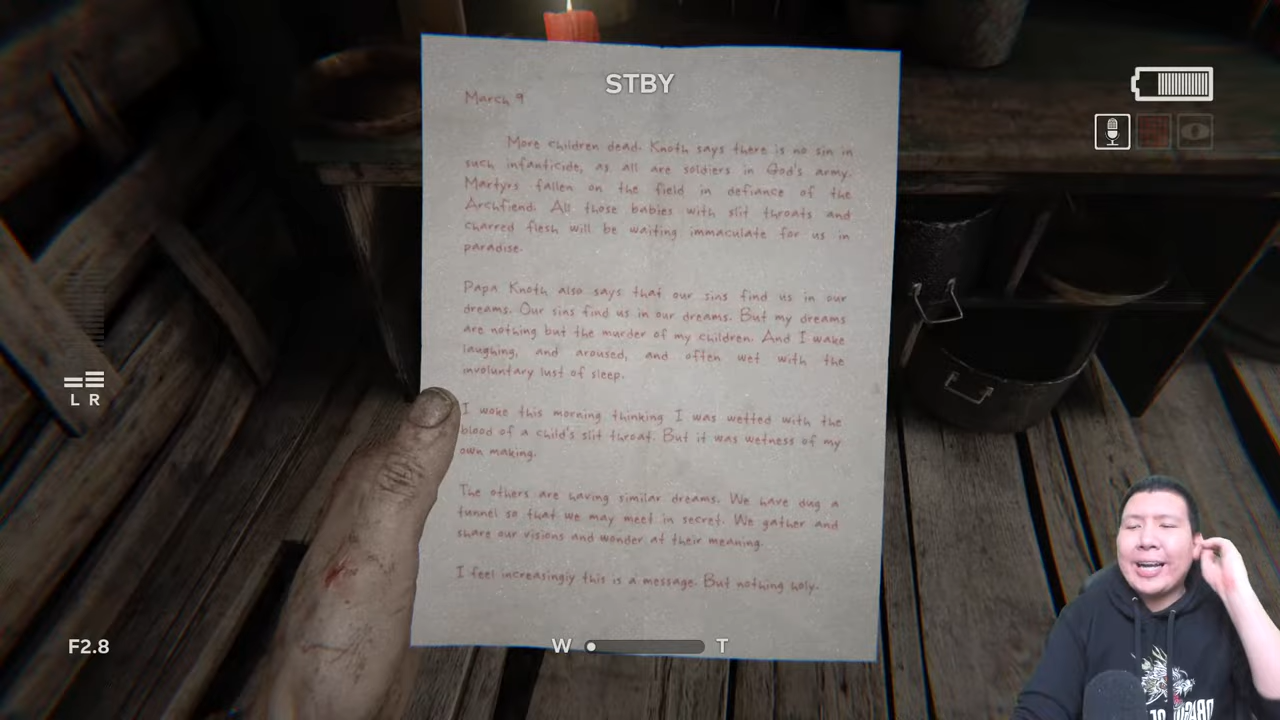 STBY
March 9
More children dead. Knoth says there is no sin in
such infanticide, as all are soldiers in God's army.
Martyrs fallen on the field in defiance of the
Archfiend. All those babies with slit throats and
charred flesh will be waiting immaculate for us in
paradise.
Papa Knoth also says that our sins find us in our
dreams. Our sins find us in our dreams. But my dreams
are nothing but the murder of my children. And I wake
laughing, and aroused, and often wet with the
involuntary lust of sleep.
I woke this morning thinking I was wetted with the
blood of a child's slit throat. But it was wetness of my
own making.
The others are having similar dreams. We have dug a
tunnel so that we may meet in secret. We gather and
share our visions and wonder at their meaning.
I feel increasingly this is a message. But nothing holy.
L R
F2.8
W
T